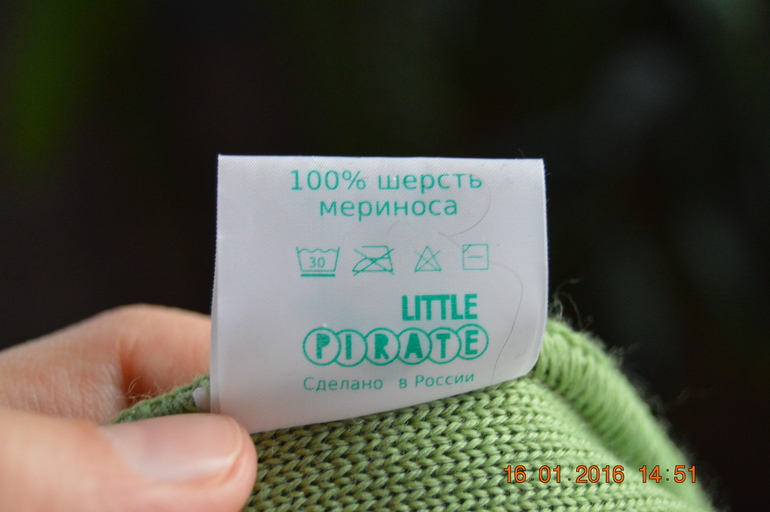 100% шерсть
мериноса
30
LITTLE
PIRATE
Сделано в России
16 01 2016 14:51